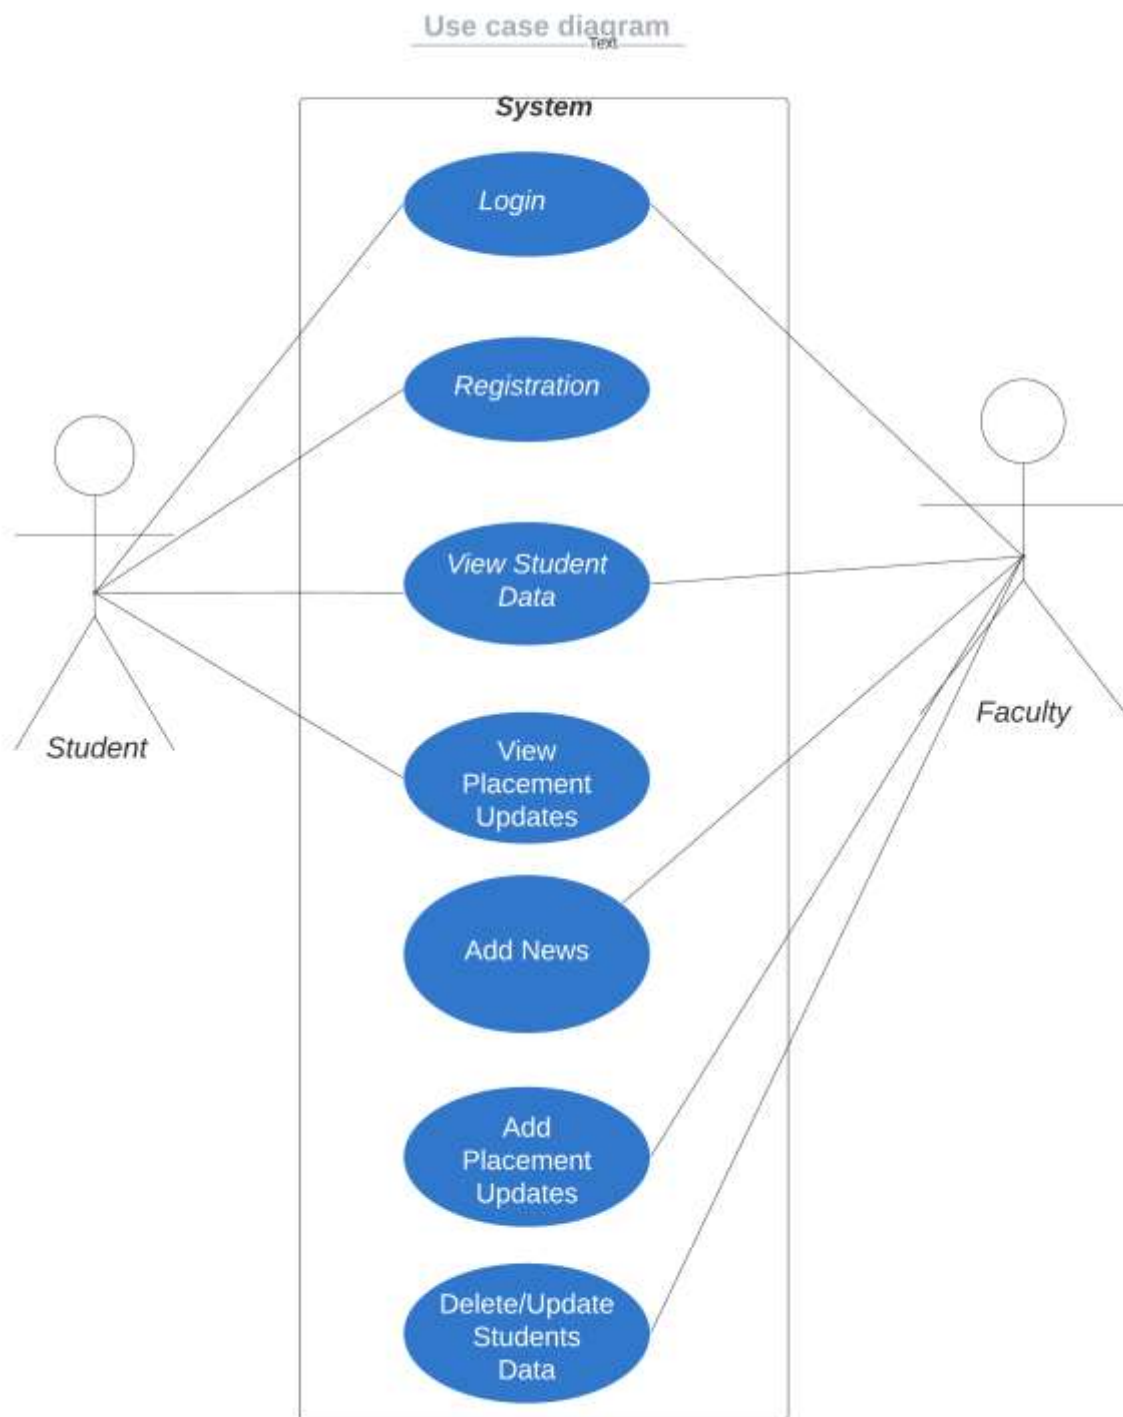 Use case diagram
Text
System
Login
Registration
View Student
Data
Student
Faculty
View
Placement
Updates
Add News
Add
Placement
Updates
Delete/Update
Students
Data